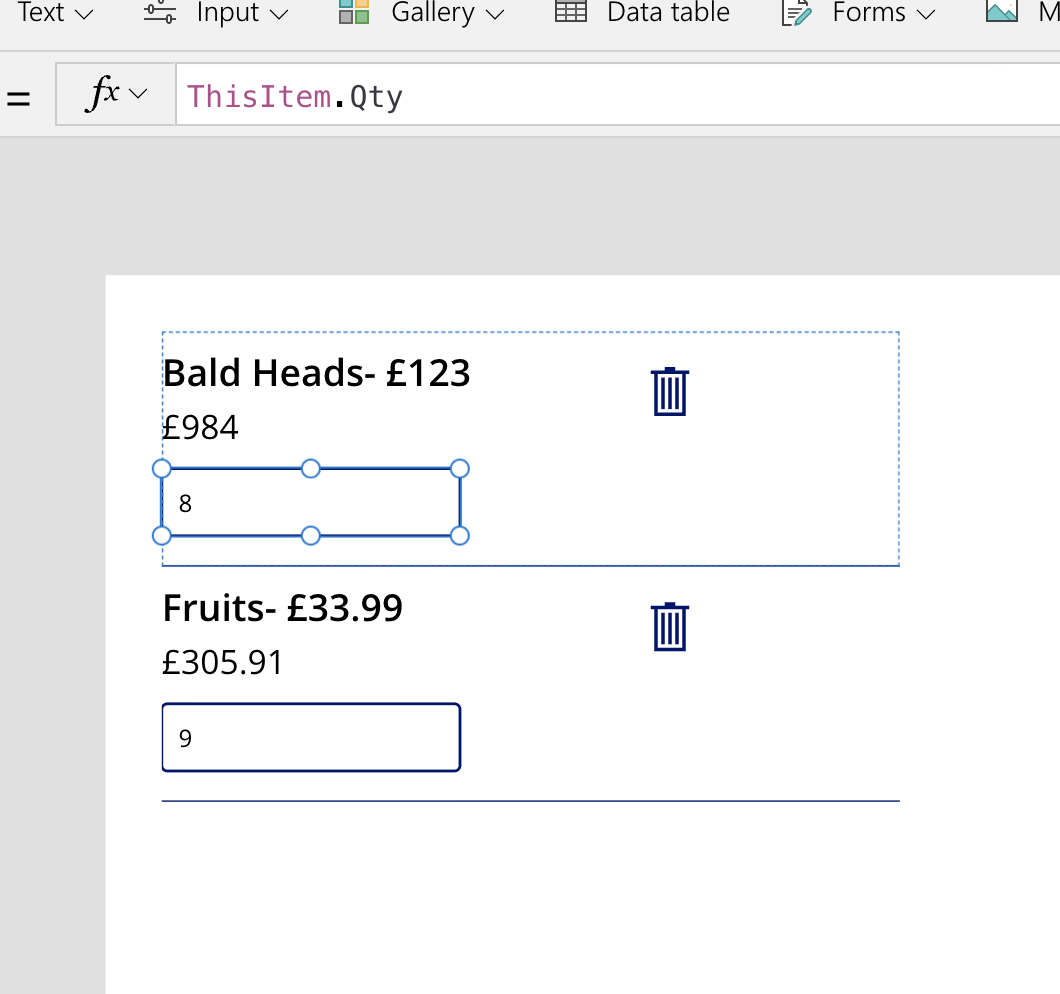 Text Input Gallery Data table Forms M
= fx ThisItem.Qty
Bald Heads- £123
£984
8
Fruits- £33.99
£305.91
9